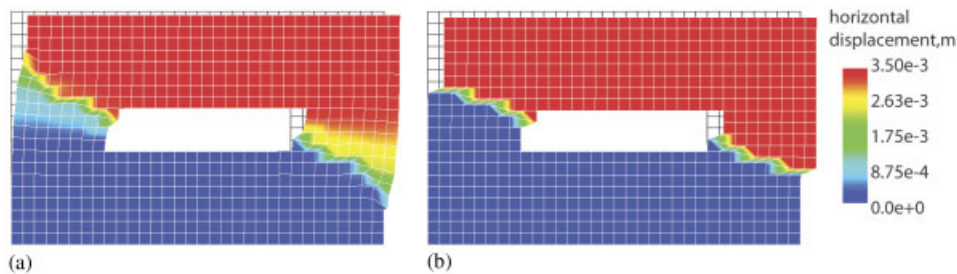 horizontal
displacement,m
3.50e-3
2.63e-3
1.75e-3
8.75e-4
0.0e+0
(a)
(b)